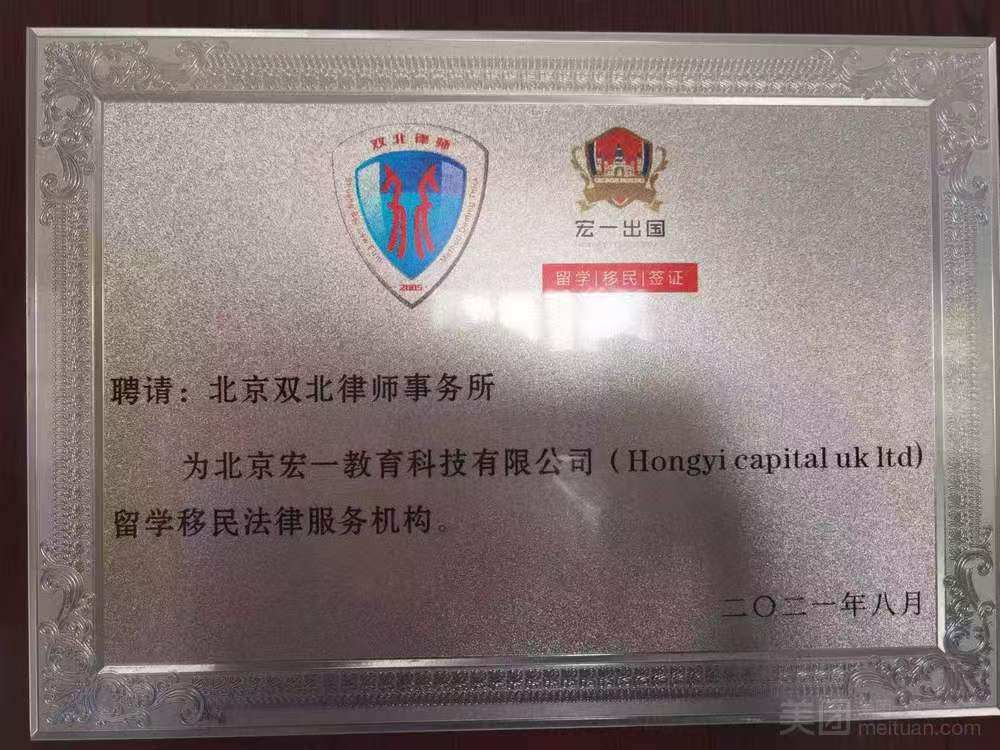 双北律师
2005
宏一出国
留学|移民|签证
聘请：北京双北律师事务所
为北京宏一教育科技有限公司（Hongyi capital uk ltd)
留学移民法律服务机构。
二〇二一年八月
美团 meituan.com